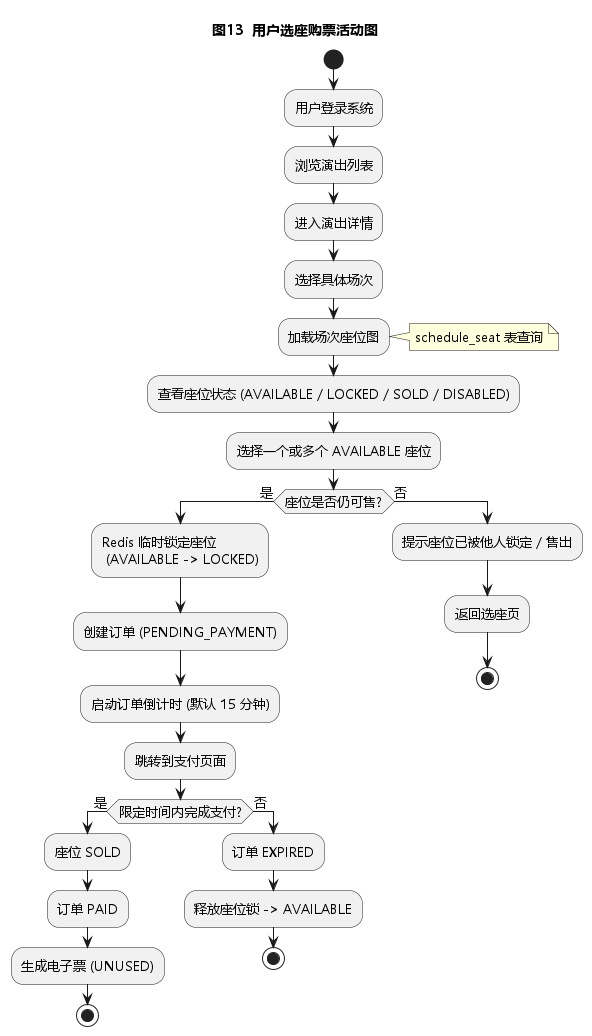 图13 用户选座购票活动图
用户登录系统
浏览演出列表
进入演出详情
选择具体场次
加载场次座位图
schedule_seat 表查询
查看座位状态 (AVAILABLE / LOCKED / SOLD / DISABLED)
选择一个或多个 AVAILABLE 座位
座位是否仍可售?
是
否
Redis 临时锁定座位
(AVAILABLE -> LOCKED)
创建订单 (PENDING_PAYMENT)
启动订单倒计时 (默认 15 分钟)
跳转到支付页面
限定时间内完成支付?
是
否
座位 SOLD
订单 PAID
生成电子票 (UNUSED)
订单 EXPIRED
释放座位锁 -> AVAILABLE
提示座位已被他人锁定 / 售出
返回选座页